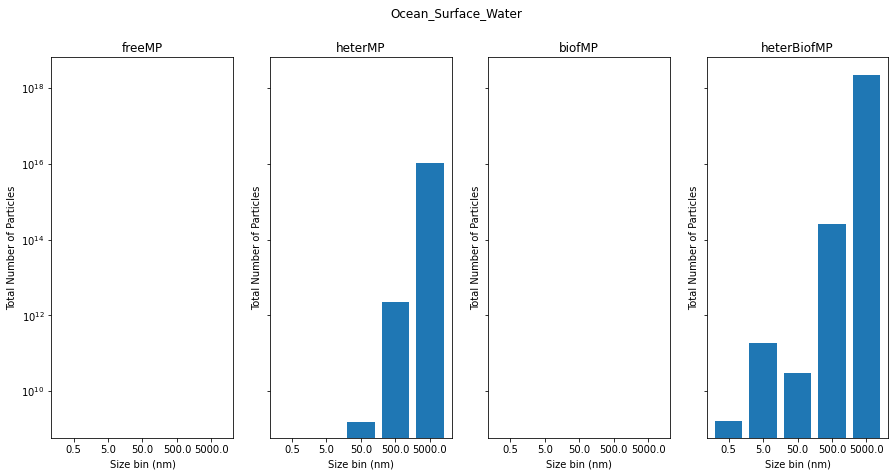 Ocean_Surface_Water
freeMP
heterMP
biofMP
heterBiofMP
Total Number of Particles
10^18
10^16
10^14
10^12
10^10
0.5 5.0 50.0 500.0 5000.0
Size bin (nm)
Total Number of Particles
0.5 5.0 50.0 500.0 5000.0
Size bin (nm)
Total Number of Particles
0.5 5.0 50.0 500.0 5000.0
Size bin (nm)
Total Number of Particles
0.5 5.0 50.0 500.0 5000.0
Size bin (nm)